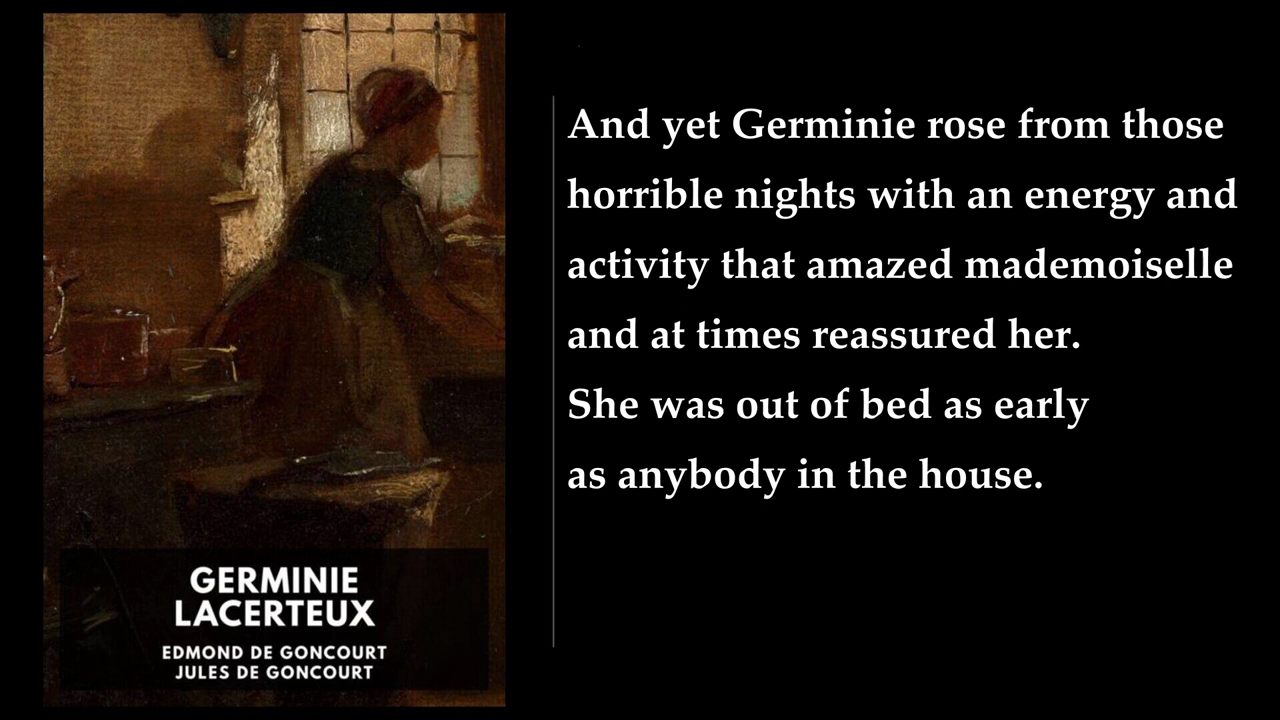 And yet Germinie rose from those
horrible nights with an energy and
activity that amazed mademoiselle
and at times reassured her.
She was out of bed as early
as anybody in the house.
GERMINIE
LACERTEUX
EDMOND DE GONCOURT
JULES DE GONCOURT